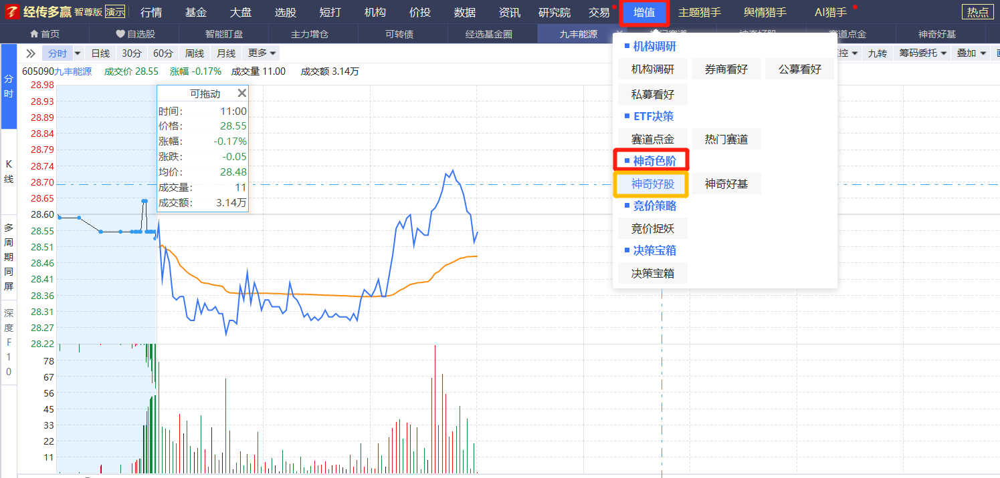 经传多赢 智尊版 演示 行情 基金 大盘 选股 短打 机构 价投 数据 资讯 研究院 交易 增值 主题猎手 舆情猎手 AI猎手 热点
首页 自选股 智能盯盘 主力增仓 可转债 经选基金圈 九丰能源 赛道点金 神奇好基
分时 日线 30分 60分 周线 月线 更多 九转 筹码委托 叠加
605090九丰能源 成交价 28.55 涨幅 -0.17% 成交量 11.00 成交额 3.14万
分时
K线
多周期同屏
深度F10
28.98
28.93
28.89
28.84
28.79
28.74
28.70
28.65
28.60
28.55
28.51
28.46
28.41
28.36
28.31
28.27
28.22
78
67
56
45
33
22
11
可拖动
时间: 11:00
价格: 28.55
涨幅: -0.17%
涨跌: -0.05
均价: 28.48
成交量: 11
成交额: 3.14万
机构调研
机构调研 券商看好 公募看好
私募看好
ETF决策
赛道点金 热门赛道
神奇色阶
神奇好股 神奇好基
竞价策略
竞价捉妖
决策宝箱
决策宝箱